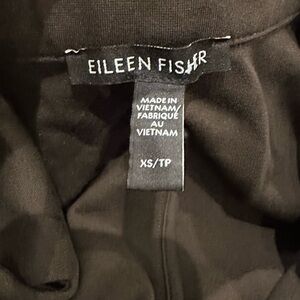 EILEEN FISHER
MADE IN
VIETNAM/
FABRIQUÉ
AU
VIETNAM
XS/TP